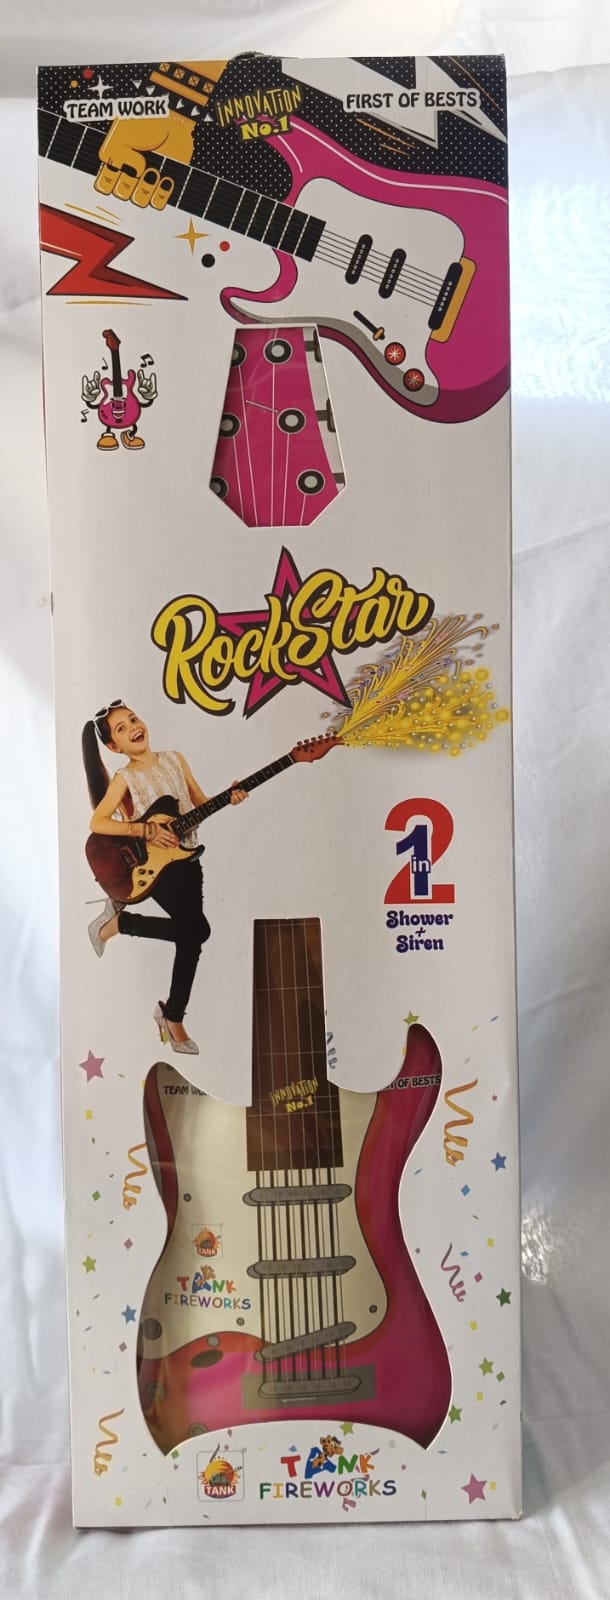 TEAM WORK
INNOVATION
No.1
FIRST OF BESTS
RockStar
2
in
1
Shower
+
Siren
TEAM
INNOVATION
No.1
OF BESTS
TANK
TANK
FIREWORKS
TANK
TANK
FIREWORKS